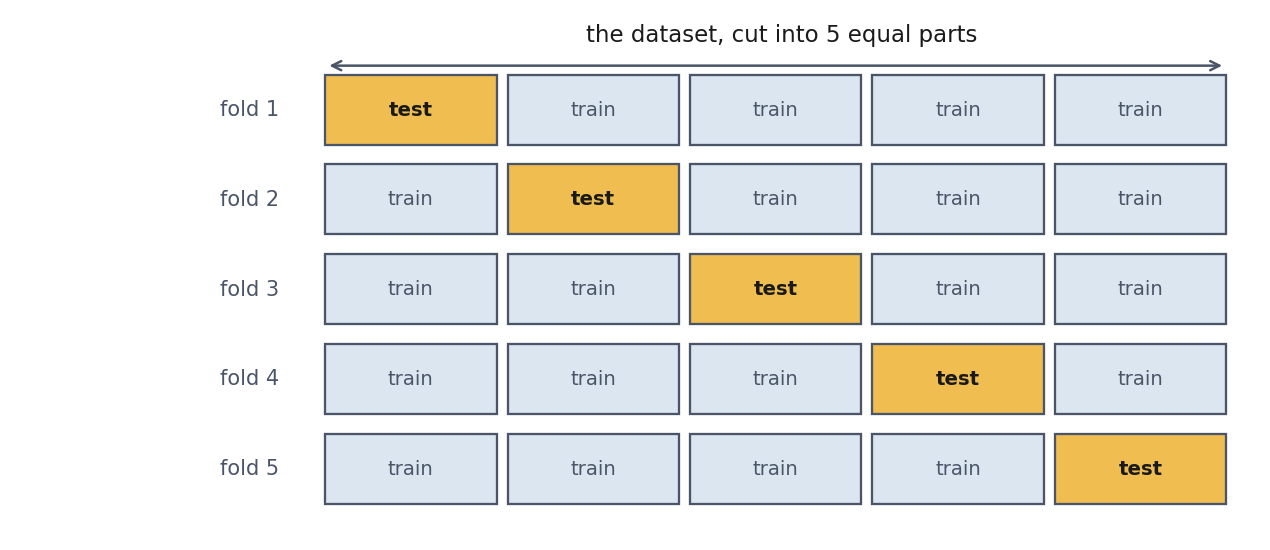 the dataset, cut into 5 equal parts
fold 1 test train train train train
fold 2 train test train train train
fold 3 train train test train train
fold 4 train train train test train
fold 5 train train train train test